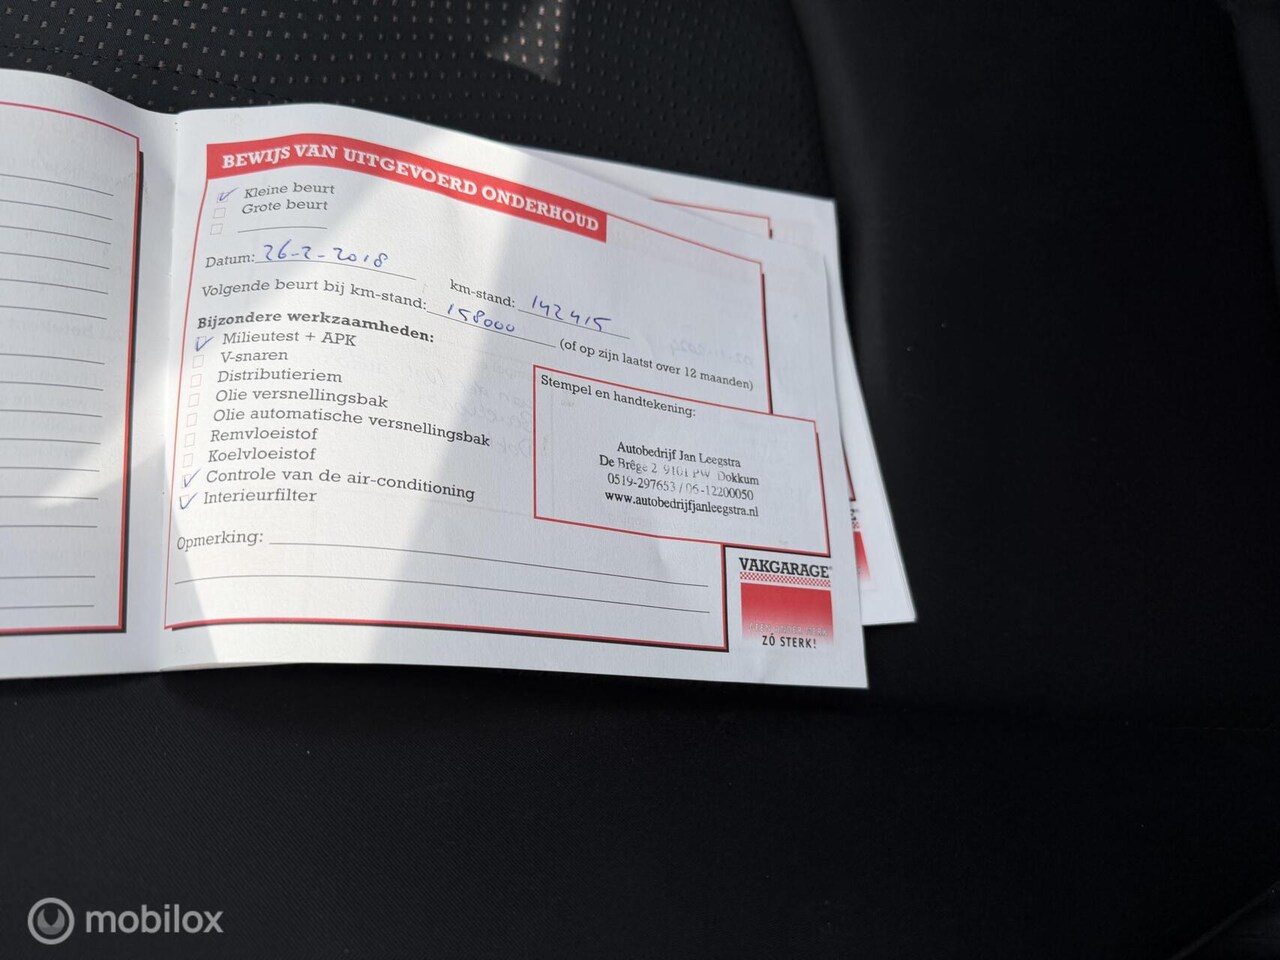 BEWIJS VAN UITGEVOERD ONDERHOUD
Kleine beurt
Grote beurt
Datum: 26-2-2018
km-stand: 142415
Volgende beurt bij km-stand: 158000
(of op zijn laatst over 12 maanden)
Bijzondere werkzaamheden:
Milieutest + APK
V-snaren
Distributieriem
Olie versnellingsbak
Olie automatische versnellingsbak
Remvloeistof
Koelvloeistof
Controle van de air-conditioning
Interieurfilter
Stempel en handtekening:
Autobedrijf Jan Leegstra
De Brêge 2 9101 PW Dokkum
0519-297653 / 06-12200050
www.autobedrijfjanleegstra.nl
Opmerking:
VAKGARAGE
ZÓ STERK!
mobilox